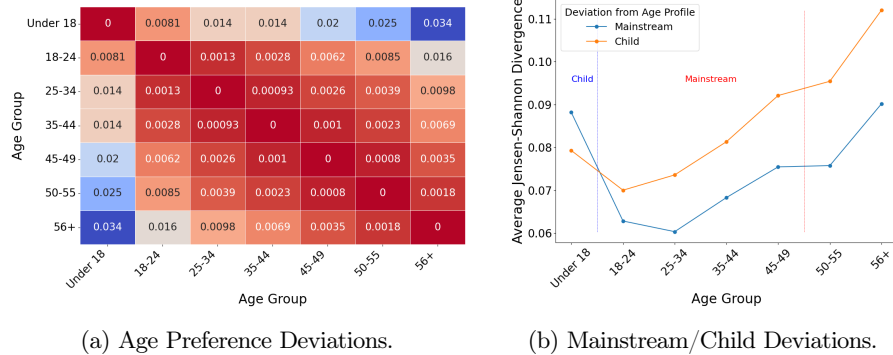 Under 18 0 0.0081 0.014 0.014 0.02 0.025 0.034
18-24 0.0081 0 0.0013 0.0028 0.0062 0.0085 0.016
25-34 0.014 0.0013 0 0.00093 0.0026 0.0039 0.0098
35-44 0.014 0.0028 0.00093 0 0.001 0.0023 0.0069
45-49 0.02 0.0062 0.0026 0.001 0 0.0008 0.0035
50-55 0.025 0.0085 0.0039 0.0023 0.0008 0 0.0018
56+ 0.034 0.016 0.0098 0.0069 0.0035 0.0018 0
Age Group
Under 18 18-24 25-34 35-44 45-49 50-55 56+
Age Group
(a) Age Preference Deviations.
Average Jensen-Shannon Divergence
0.11
0.10
0.09
0.08
0.07
0.06
Deviation from Age Profile
Mainstream
Child
Child Mainstream
Under 18 18-24 25-34 35-44 45-49 50-55 56+
Age Group
(b) Mainstream/Child Deviations.